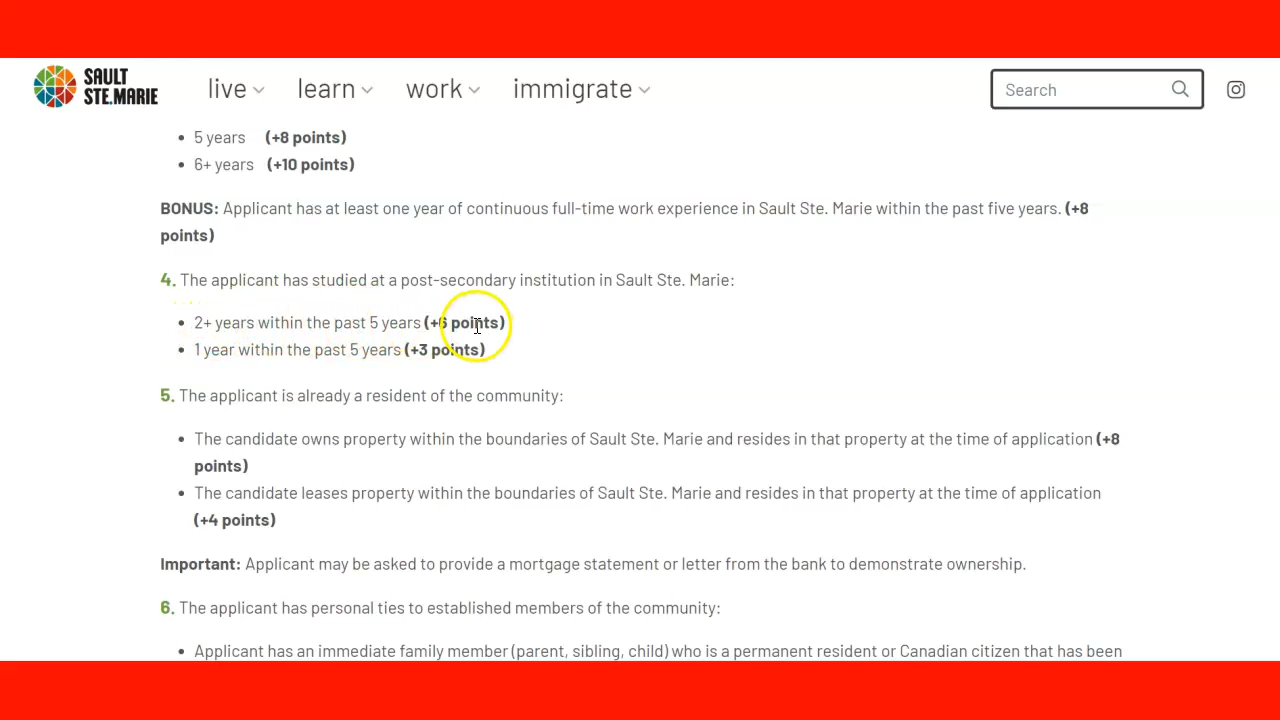 SAULT
STE.MARIE
live learn work immigrate
Search
• 5 years (+8 points)
• 6+ years (+10 points)
BONUS: Applicant has at least one year of continuous full-time work experience in Sault Ste. Marie within the past five years. (+8
points)
4. The applicant has studied at a post-secondary institution in Sault Ste. Marie:
• 2+ years within the past 5 years (+6 points)
• 1 year within the past 5 years (+3 points)
5. The applicant is already a resident of the community:
• The candidate owns property within the boundaries of Sault Ste. Marie and resides in that property at the time of application (+8
points)
• The candidate leases property within the boundaries of Sault Ste. Marie and resides in that property at the time of application
(+4 points)
Important: Applicant may be asked to provide a mortgage statement or letter from the bank to demonstrate ownership.
6. The applicant has personal ties to established members of the community:
• Applicant has an immediate family member (parent, sibling, child) who is a permanent resident or Canadian citizen that has been